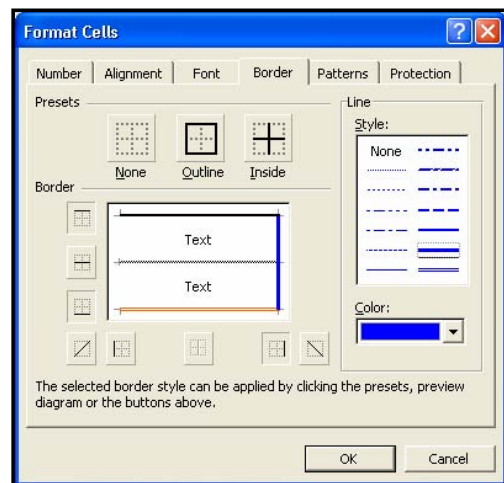 Format Cells
Number Alignment Font Border Patterns Protection
Presets
None Outline Inside
Border
Text
Text
Line
Style:
None
Color:
The selected border style can be applied by clicking the presets, preview
diagram or the buttons above.
OK Cancel